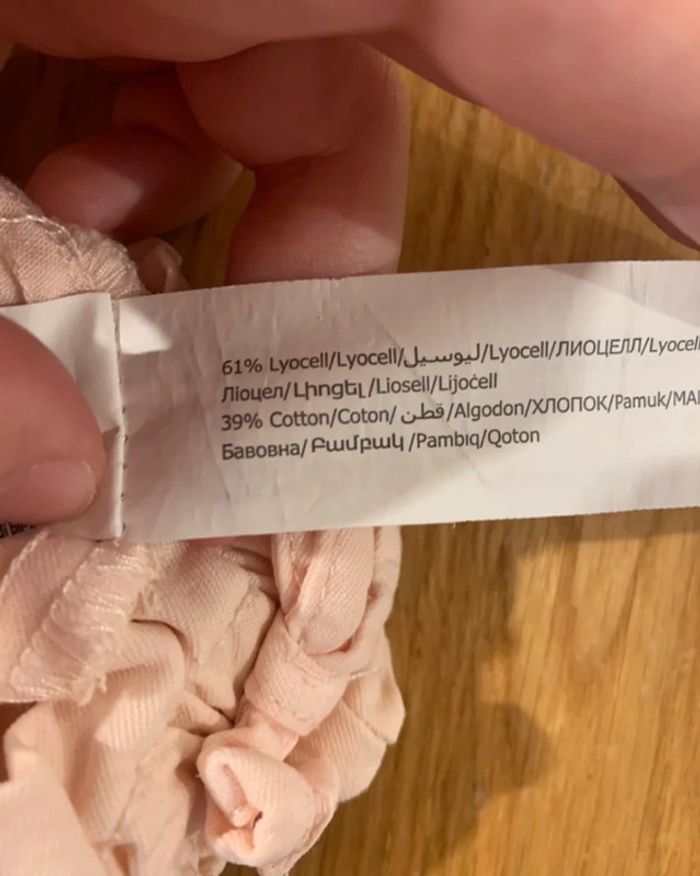 61% Lyocell/Lyocell/ليوسيل/Lyocell/ЛИОЦЕЛЛ/Lyocell
Ліоцел/Լիոցել/Liosell/Lijoċell
39% Cotton/Coton/قطن/Algodon/ХЛОПОК/Pamuk/
Бавовна/Բամբակ/Pambıq/Qoton